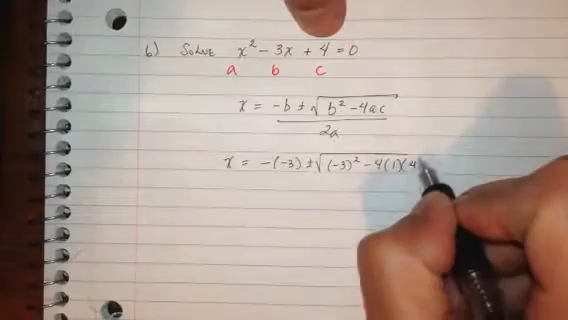 6) SOLVE x² - 3x + 4 = 0
a b c
x = -b ± √b² - 4ac
2a
x = -(-3) ± √(-3)² - 4(1)(4